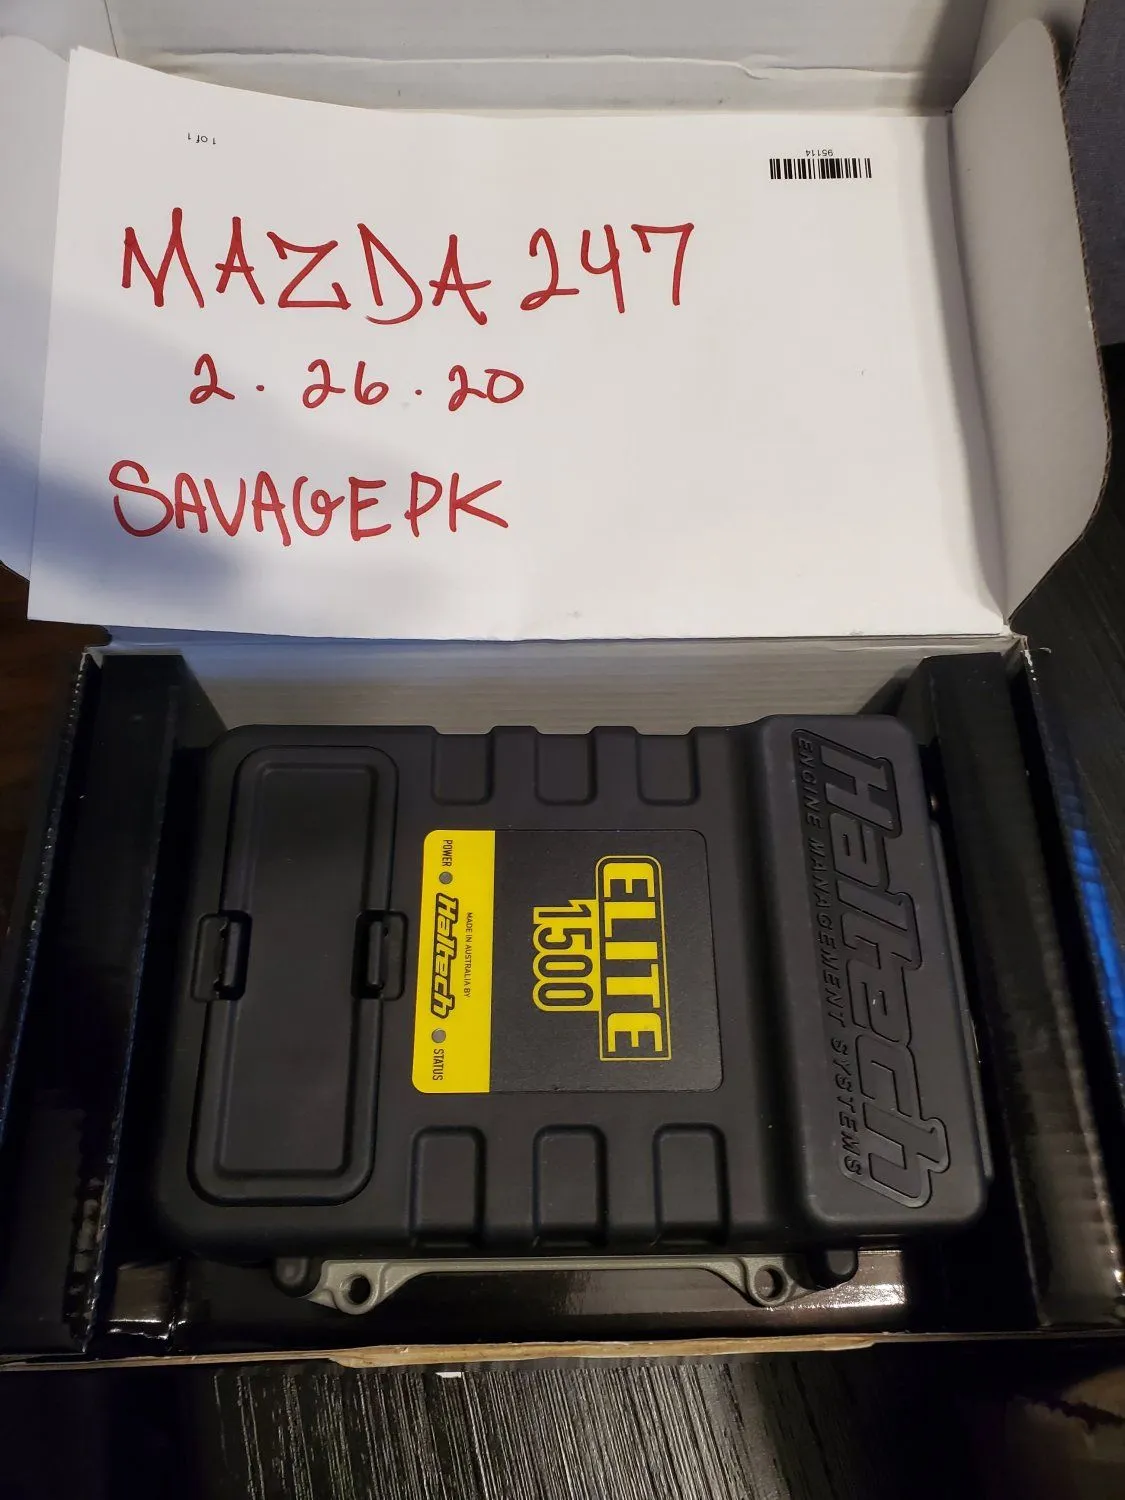 1 of 1
95114
MAZDA 247
2.26.20
SAVAGEPK
Haltech
ENGINE MANAGEMENT SYSTEMS
ELITE
1500
MADE IN AUSTRALIA BY
POWER Haltech STATUS